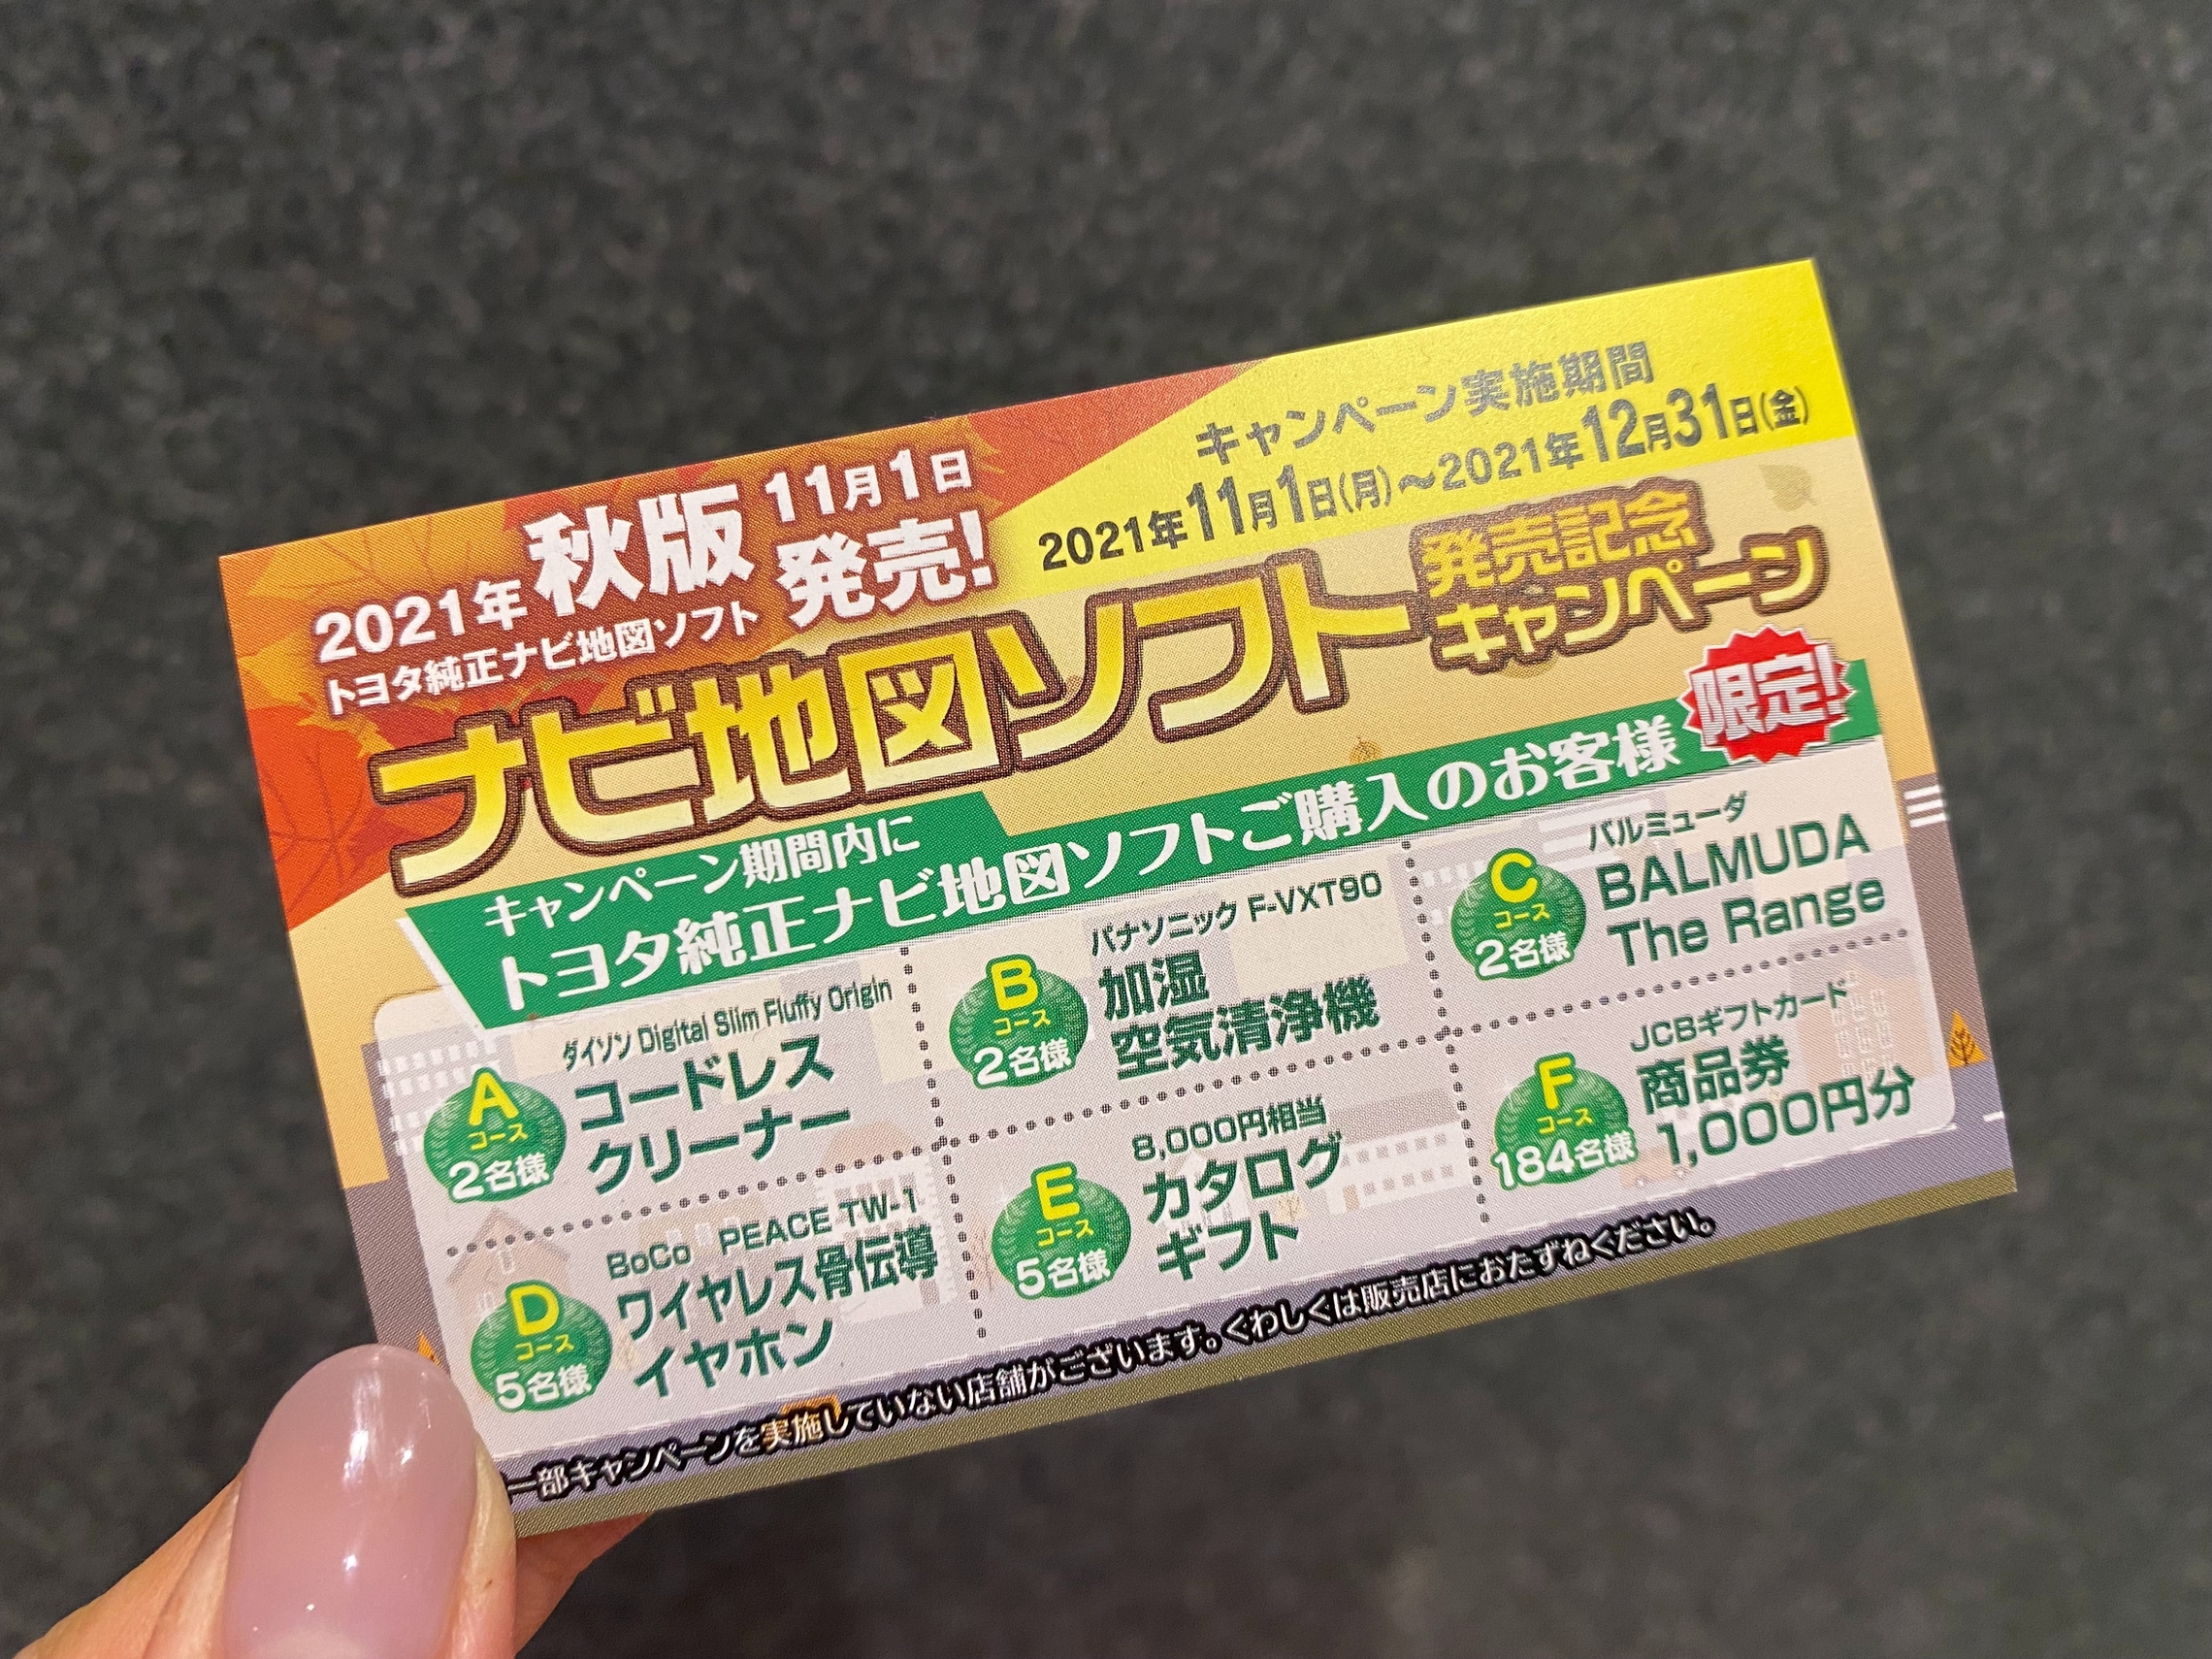 2021年 秋版 11月1日
トヨタ純正ナビ地図ソフト 発売!
キャンペーン実施期間
2021年11月1日(月)～2021年12月31日(金)
ナビ地図ソフト
発売記念
キャンペーン
キャンペーン期間内に
トヨタ純正ナビ地図ソフトご購入のお客様
限定!
A
コース
2名様
ダイソン Digital Slim Fluffy Origin
コードレス
クリーナー
B
コース
2名様
パナソニック F-VXT90
加湿
空気清浄機
C
コース
2名様
バルミューダ
BALMUDA
The Range
D
コース
5名様
BoCo PEACE TW-1
ワイヤレス骨伝導
イヤホン
E
コース
5名様
8,000円相当
カタログ
ギフト
F
コース
184名様
JCBギフトカード
商品券
1,000円分
一部キャンペーンを実施していない店舗がございます。くわしくは販売店におたずねください。